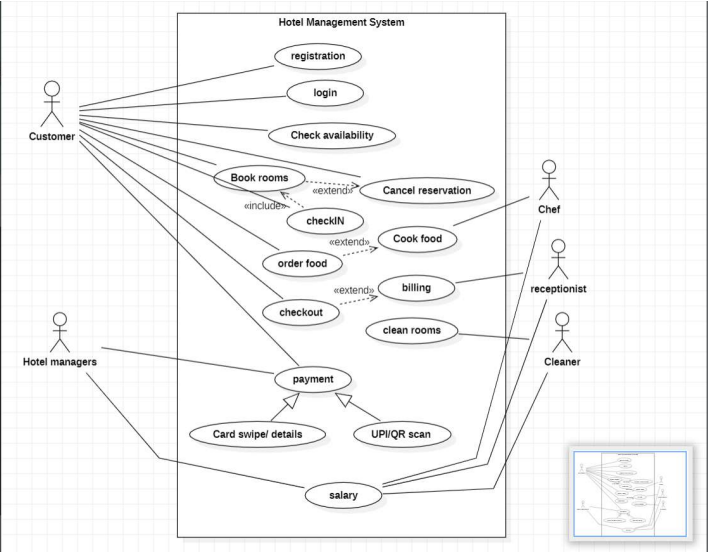 Hotel Management System
registration
login
Customer
Check availability
Book rooms
«extend»
Cancel reservation
«include»
checkIN
Chef
«extend»
Cook food
order food
«extend»
billing
receptionist
checkout
clean rooms
Hotel managers
Cleaner
payment
Card swipe/ details
UPI/QR scan
salary